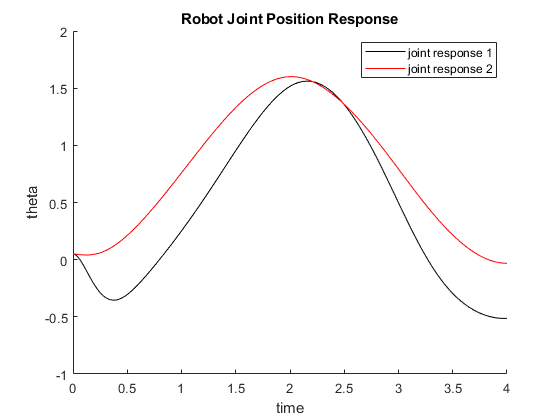 Robot Joint Position Response
joint response 1
joint response 2
theta
2
1.5
1
0.5
0
-0.5
-1
0 0.5 1 1.5 2 2.5 3 3.5 4
time